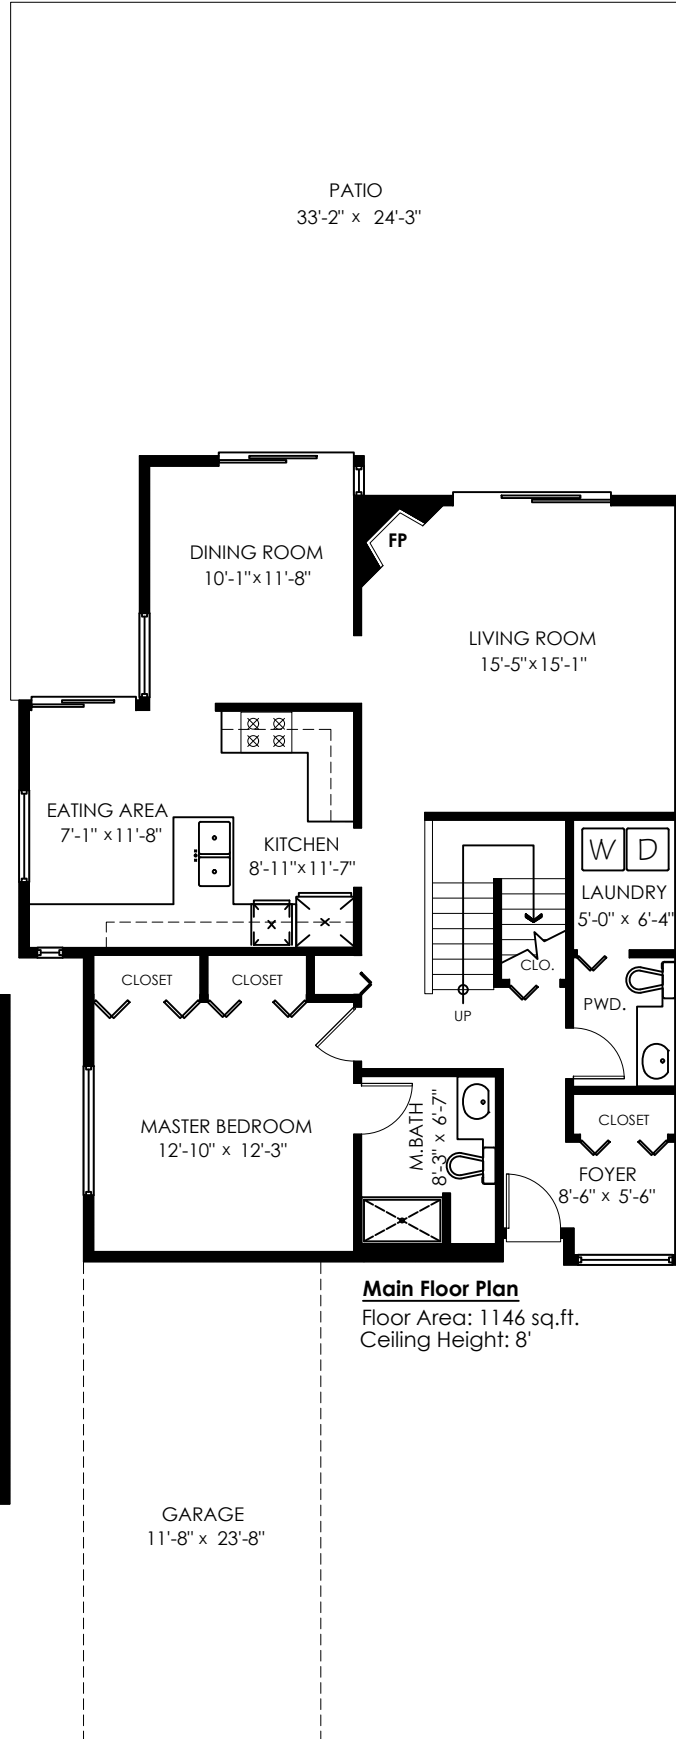 PATIO
33'-2" x 24'-3"
FP
DINING ROOM
10'-1"x11'-8"
LIVING ROOM
15'-5"x15'-1"
EATING AREA
7'-1" x11'-8"
KITCHEN
8'-11"x11'-7"
W D
LAUNDRY
5'-0" x 6'-4"
CLOSET
CLOSET
CLO.
UP
PWD.
MASTER BEDROOM
12'-10" x 12'-3"
M.BATH
8'-3" x 6'-7"
CLOSET
FOYER
8'-6" x 5'-6"
Main Floor Plan
Floor Area: 1146 sq.ft.
Ceiling Height: 8'
GARAGE
11'-8" x 23'-8"